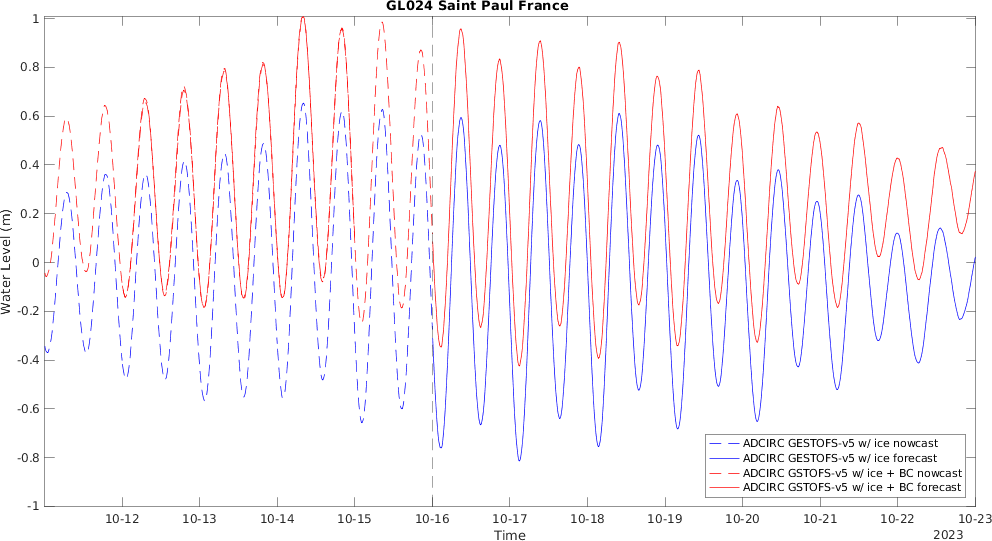 GL024 Saint Paul France
1
0.8
0.6
0.4
0.2
0
-0.2
-0.4
-0.6
-0.8
-1
Water Level (m)
ADCIRC GESTOFS-v5 w/ ice nowcast
ADCIRC GESTOFS-v5 w/ ice forecast
ADCIRC GSTOFS-v5 w/ ice + BC nowcast
ADCIRC GSTOFS-v5 w/ ice + BC forecast
10-12 10-13 10-14 10-15 10-16 10-17 10-18 10-19 10-20 10-21 10-22 10-23
Time
2023